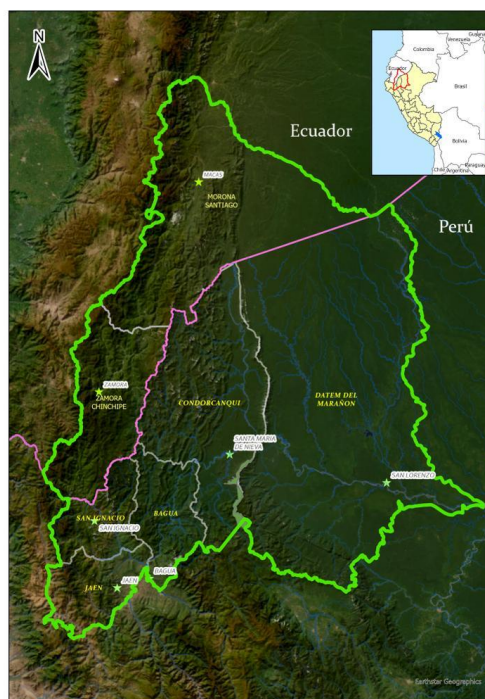 N
Colombia
Venezuela
Guyana
Ecuador
Brasil
Bolivia
Paraguay
Chile
Argentina
Ecuador
Perú
MACAS
MORONA
SANTIAGO
ZAMORA
ZAMORA
CHINCHIPE
CONDORCANQUI
DATEM DEL
MARAÑON
SANTA MARIA
DE NIEVA
SAN LORENZO
SAN IGNACIO
SAN IGNACIO
BAGUA
BAGUA
JAEN
JAEN
Earthstar Geographics